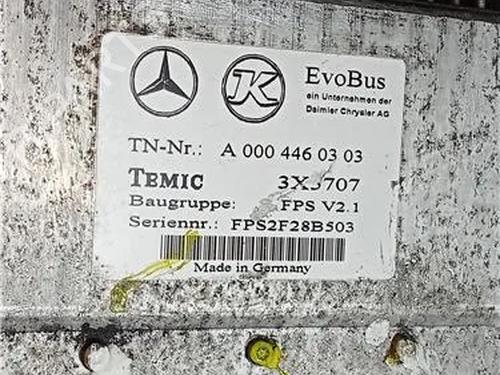 K
EvoBus
ein Unternehmen der
Daimler Chrysler AG
TN-Nr.: A 000 446 03 03
TEMIC
Baugruppe: FPS V2.1
Seriennr.: FPS2F28B503
Made in Germany